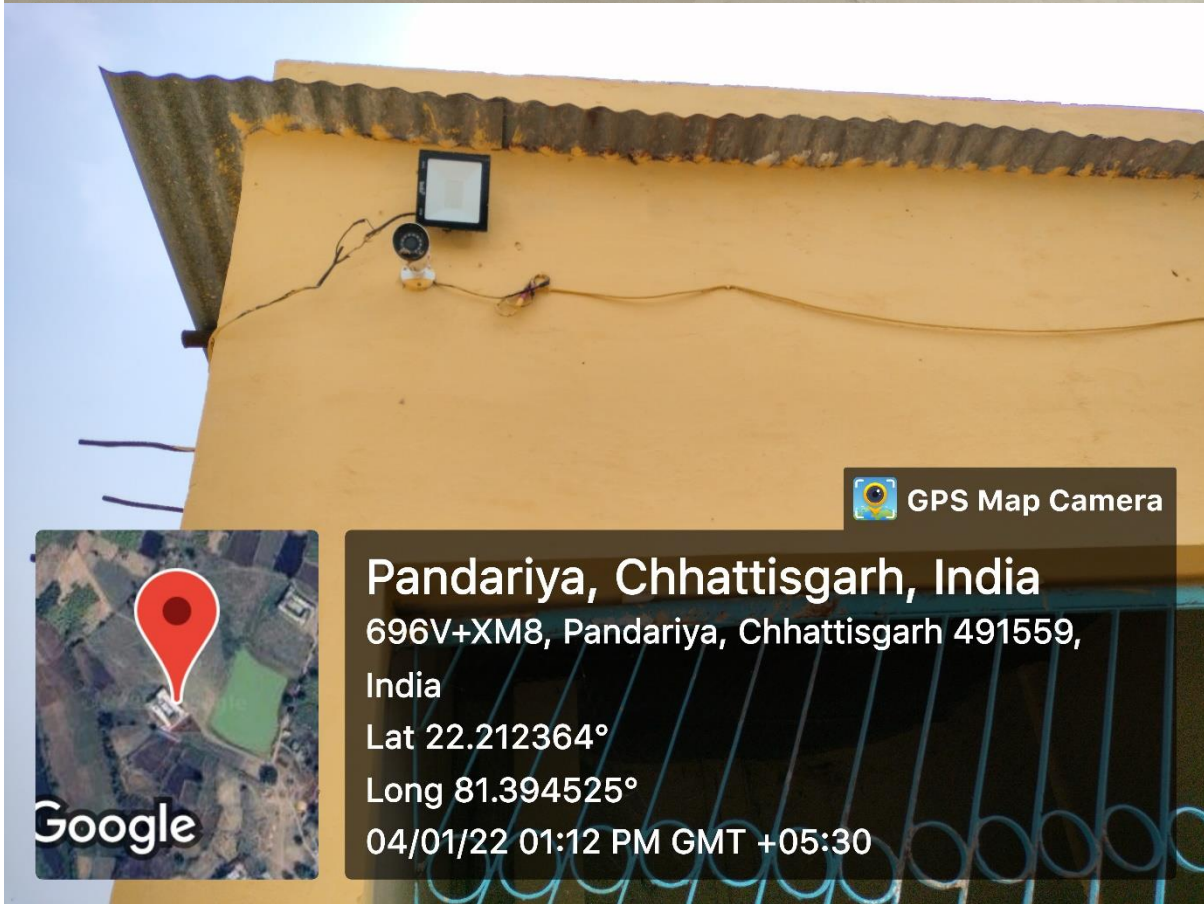 GPS Map Camera
Pandariya, Chhattisgarh, India
696V+XM8, Pandariya, Chhattisgarh 491559,
India
Lat 22.212364°
Long 81.394525°
04/01/22 01:12 PM GMT +05:30
Google